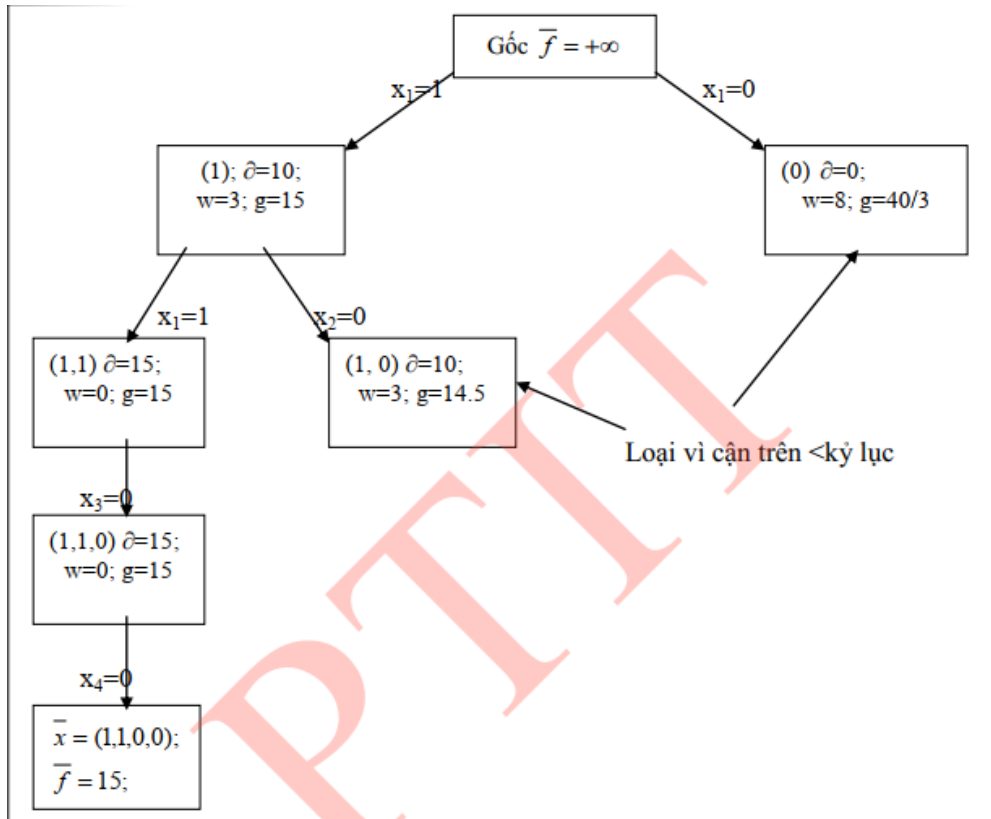 Gốc f̅ = +∞
x₁=1
x₁=0
(1); ∂=10;
w=3; g=15
(0) ∂=0;
w=8; g=40/3
x₁=1
x₂=0
(1,1) ∂=15;
w=0; g=15
(1, 0) ∂=10;
w=3; g=14.5
Loại vì cận trên <kỷ lục
x₃=0
(1,1,0) ∂=15;
w=0; g=15
x₄=0
x̅ = (1,1,0,0);
f̅ = 15;
PTIT